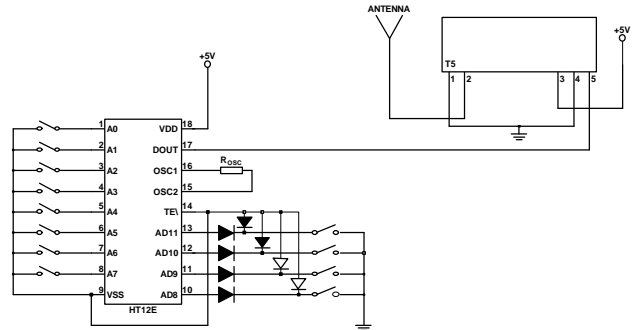 ANTENNA
+5V
T5
1 2 3 4 5
+5V
1 A0 VDD 18
2 A1 DOUT 17
3 A2 OSC1 16
ROSC
4 A3 OSC2 15
5 A4 TE\ 14
6 A5 AD11 13
7 A6 AD10 12
8 A7 AD9 11
9 VSS AD8 10
HT12E